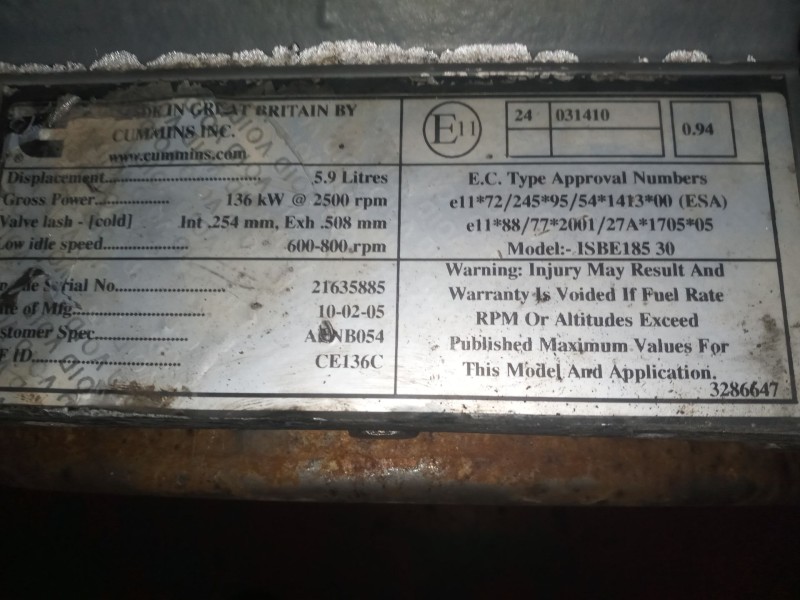 IN GREAT BRITAIN BY
CUMMINS INC.
www.cummins.com
Displacement 5.9 Litres
Gross Power 136 kW @ 2500 rpm
Valve lash - [cold] Int .254 mm, Exh .508 mm
Low idle speed 600-800 rpm
Serial No. 21635885
of Mfg. 10-02-05
Spec.
ID. CE136C
E11
24 031410
0.94
E.C. Type Approval Numbers
e11*72/245*95/54*1413*00 (ESA)
e11*88/77*2001/27A*1705*05
Model:- ISBE185 30
Warning: Injury May Result And
Warranty Is Voided If Fuel Rate
RPM Or Altitudes Exceed
Published Maximum Values For
This Model And Application.
3286647